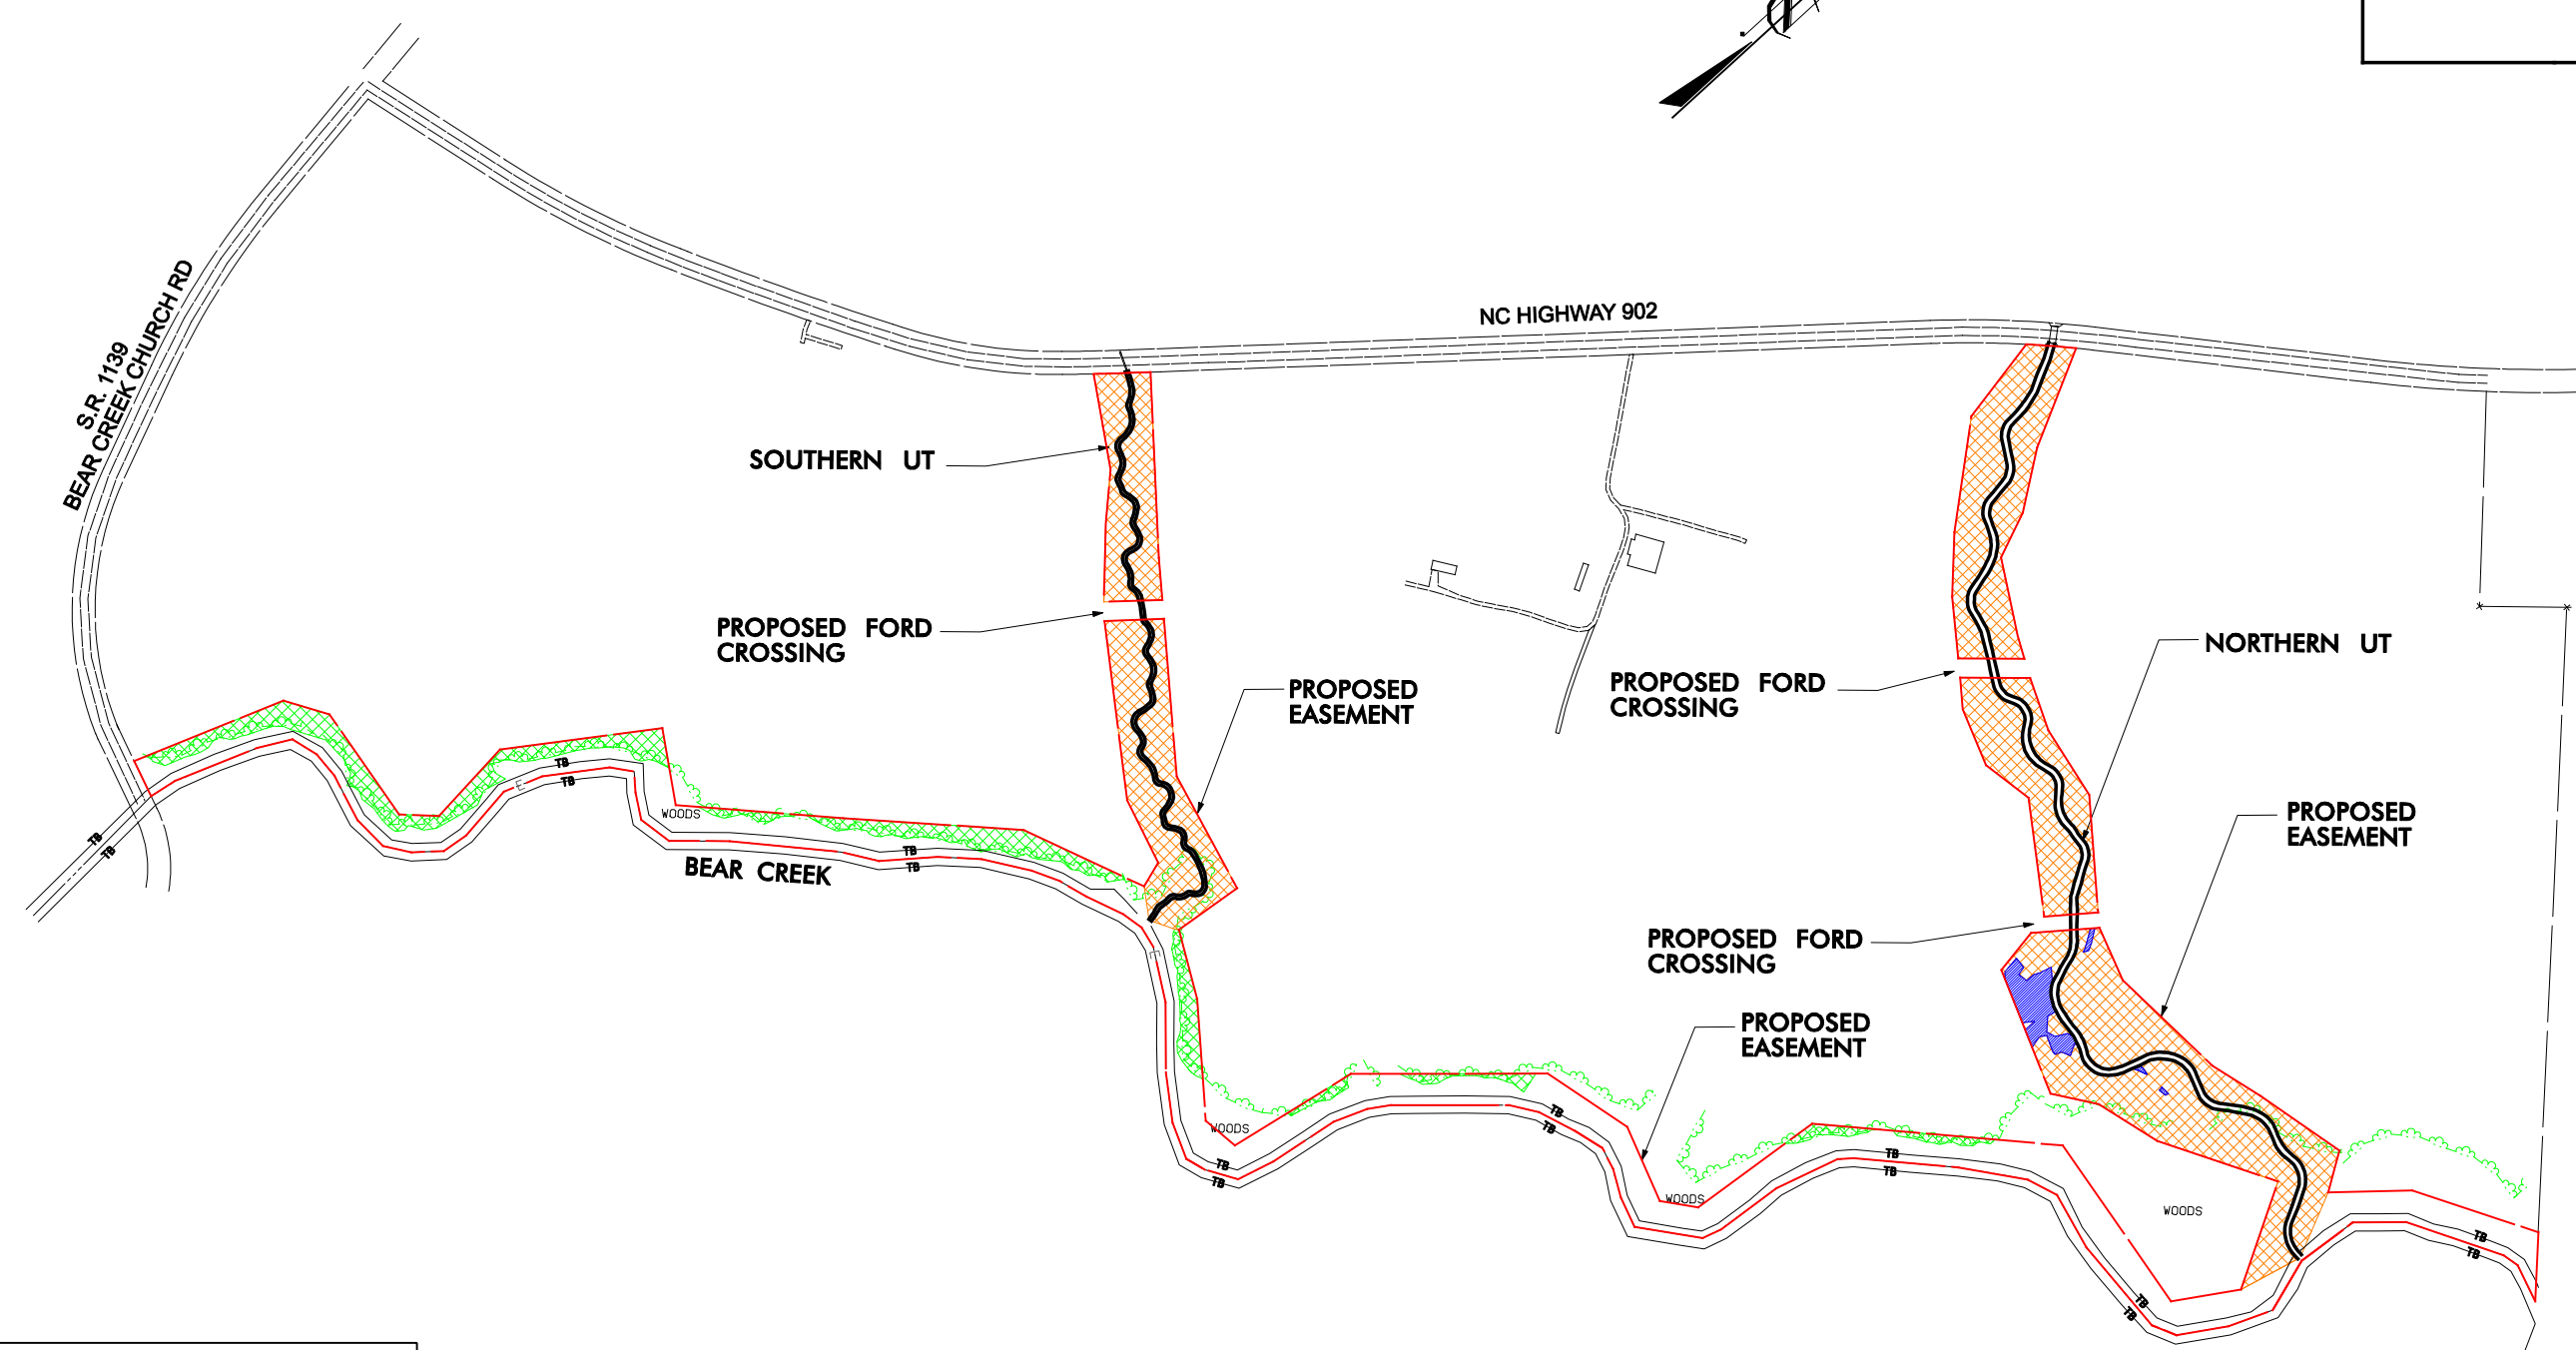 NC HIGHWAY 902
S.R. 1139
BEAR CREEK CHURCH RD
SOUTHERN UT
PROPOSED FORD
CROSSING
PROPOSED
EASEMENT
PROPOSED FORD
CROSSING
NORTHERN UT
PROPOSED
EASEMENT
TB
TB
WOODS
TB
TB
BEAR CREEK
TB
TB
E
E
PROPOSED FORD
CROSSING
PROPOSED
EASEMENT
WOODS
TB
TB
TB
TB
WOODS
TB
TB
WOODS
TB
TB
TB
TB